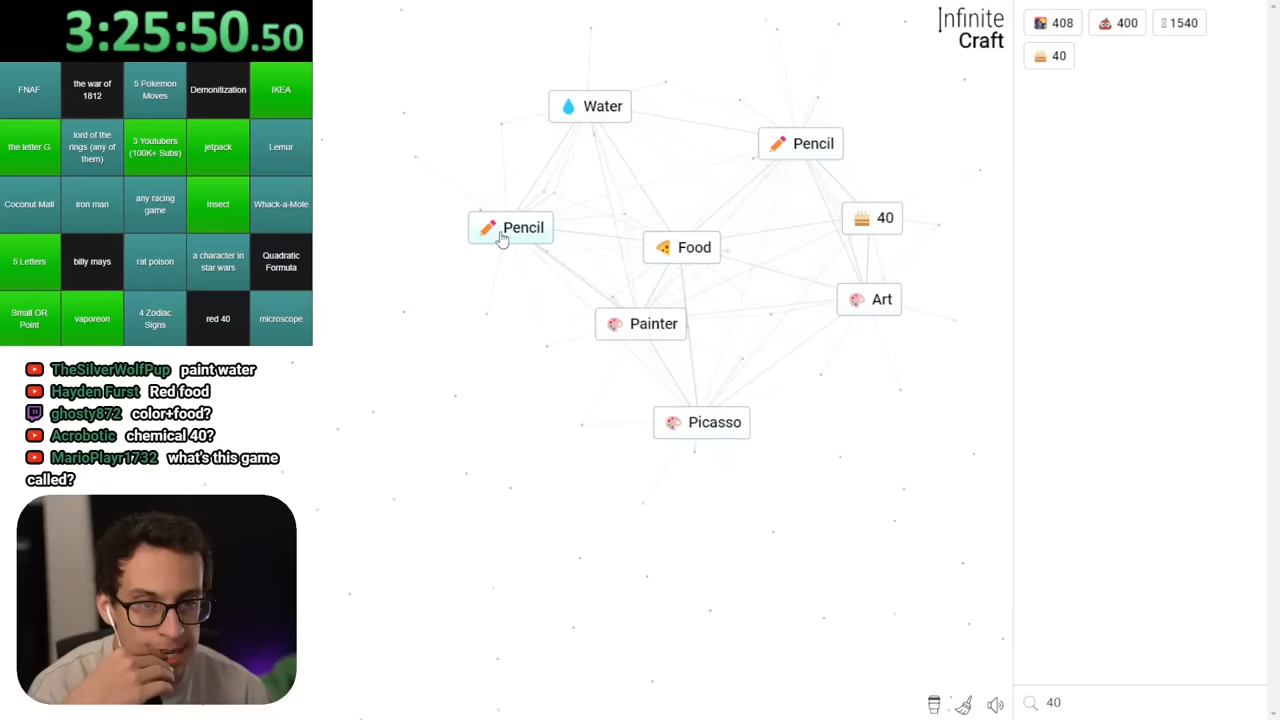 3:25:50.50
FNAF
the war of
1812
5 Pokemon
Moves
Demonitization
IKEA
the letter G
lord of the
rings (any of
them)
3 Youtubers
(100K+ Subs)
jetpack
Lemur
Coconut Mall
iron man
any racing
game
Insect
Whack-a-Mole
5 Letters
billy mays
rat poison
a character in
star wars
Quadratic
Formula
Small OR
Point
vaporeon
4 Zodiac
Signs
red 40
microscope
TheSilverWolfPup paint water
Hayden Furst Red food
ghosty872 color+food?
Acrobotic chemical 40?
MarioPlayr1732 what's this game
called?
Infinite
Craft
Water
Pencil
Pencil
40
Food
Art
Painter
Picasso
408
400
1540
40
40